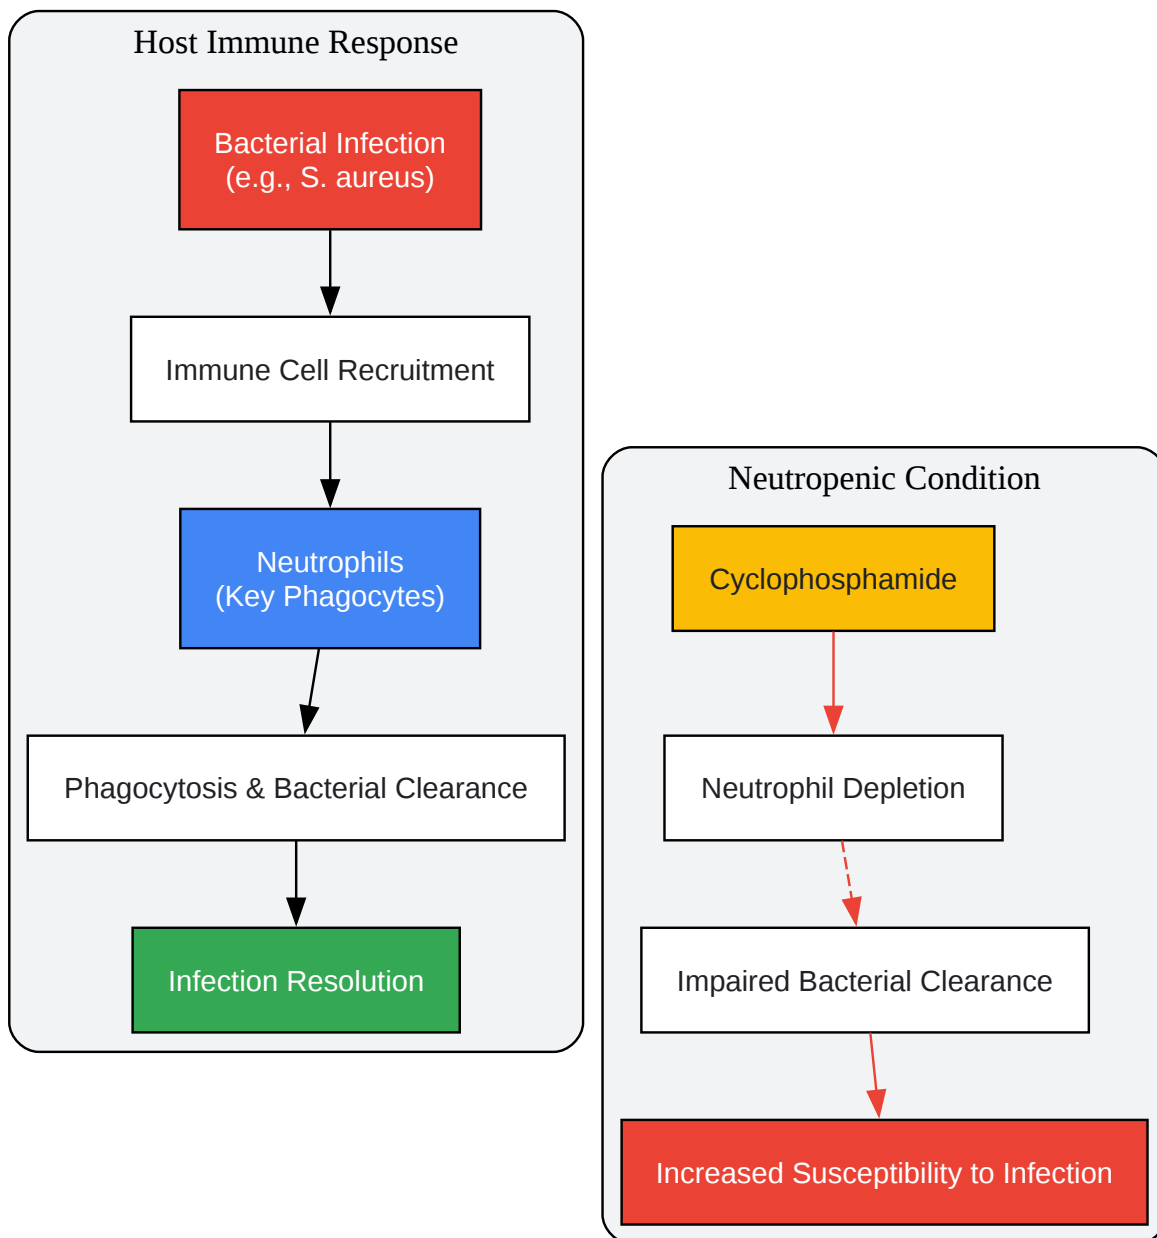 Host Immune Response
Bacterial Infection
(e.g., S. aureus)
Immune Cell Recruitment
Neutrophils
(Key Phagocytes)
Phagocytosis & Bacterial Clearance
Infection Resolution
Neutropenic Condition
Cyclophosphamide
Neutrophil Depletion
Impaired Bacterial Clearance
Increased Susceptibility to Infection